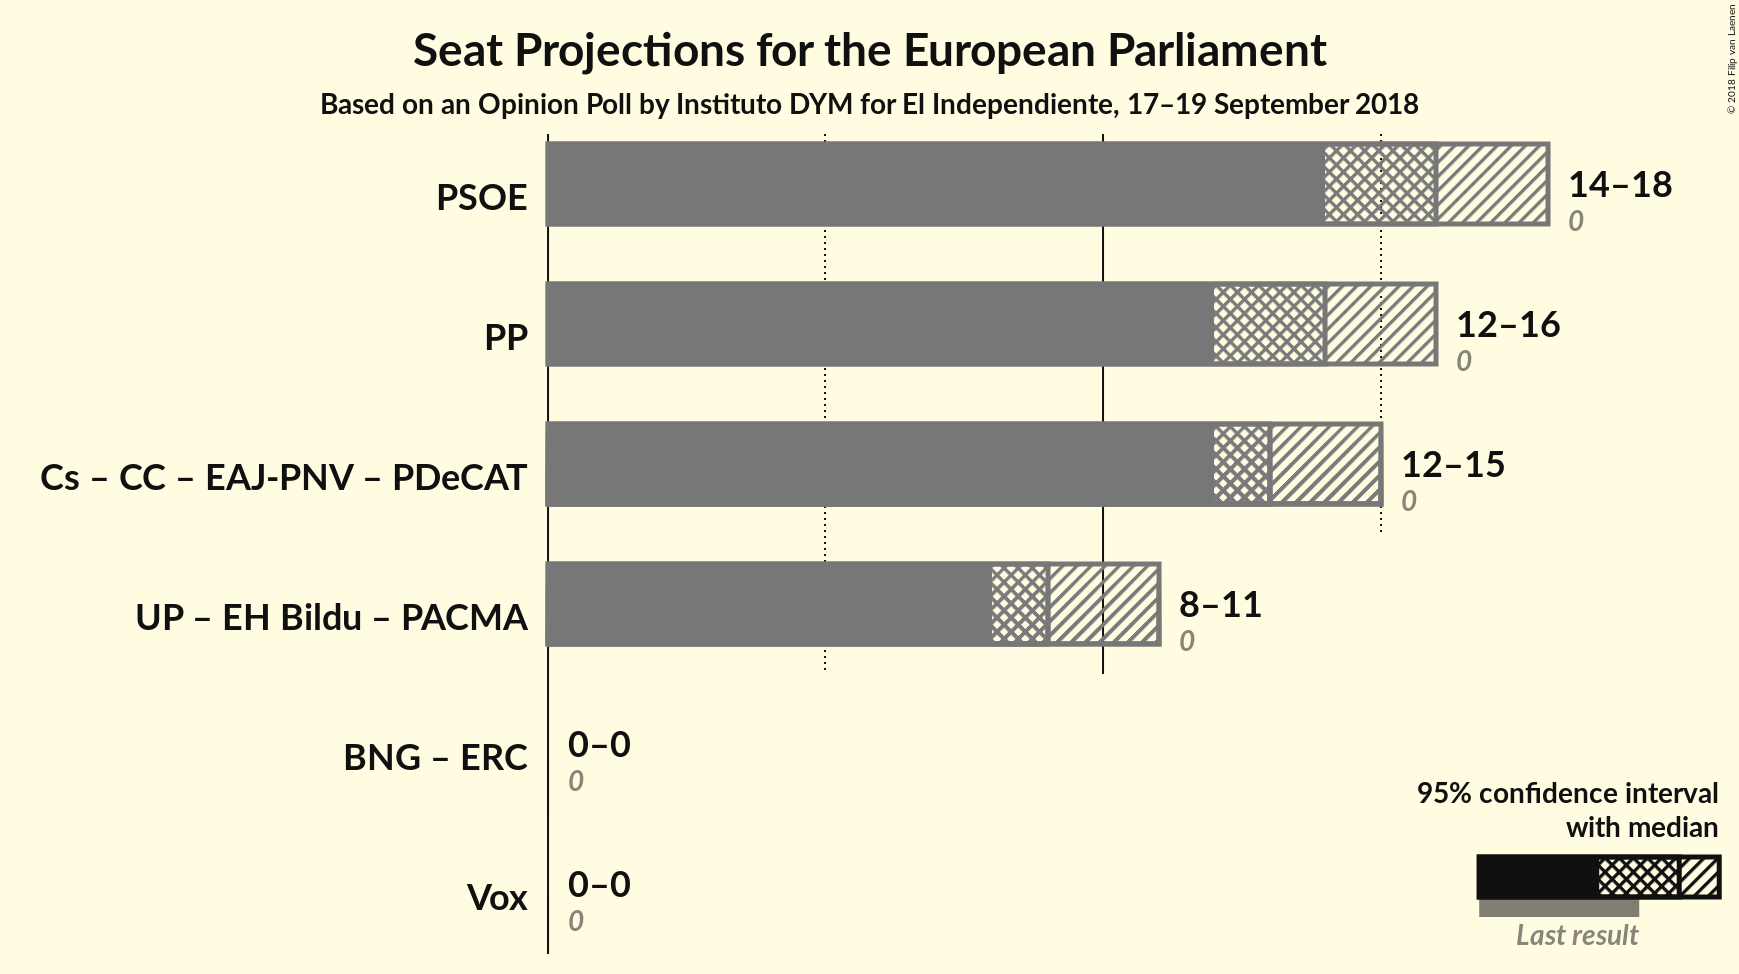 Seat Projections for the European Parliament
Based on an Opinion Poll by Instituto DYM for El Independiente, 17–19 September 2018
© 2018 Filip van Laenen
PSOE
14–18
0
PP
12–16
0
Cs – CC – EAJ-PNV – PDeCAT
12–15
0
UP – EH Bildu – PACMA
8–11
0
BNG – ERC
0–0
0
Vox
0–0
0
95% confidence interval
with median
Last result